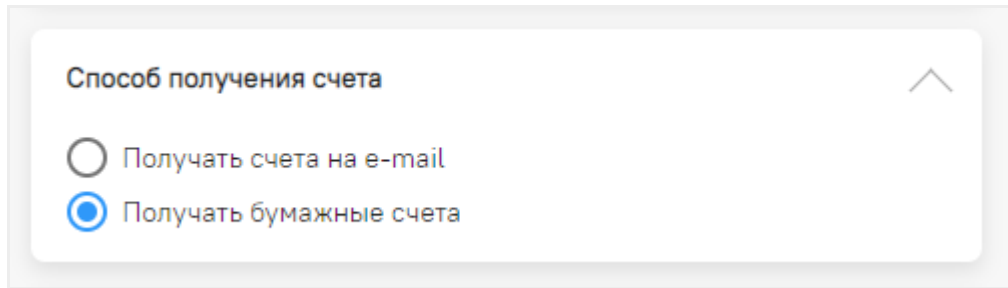 Способ получения счета
Получать счета на e-mail
Получать бумажные счета